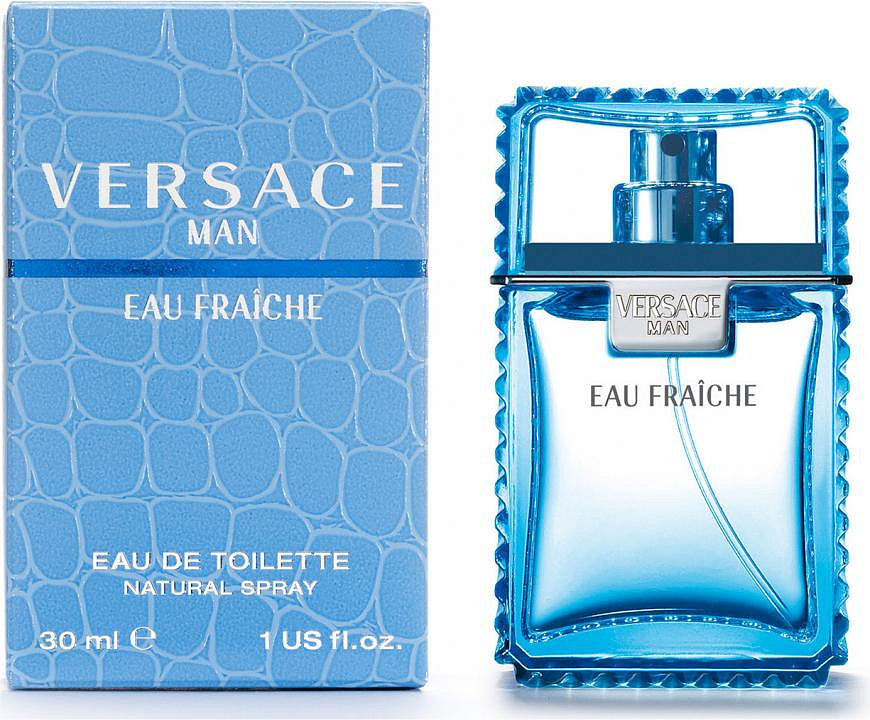 VERSACE
MAN
EAU FRAÎCHE
EAU DE TOILETTE
NATURAL SPRAY
30 ml ℮ 1 US fl.oz.
VERSACE
MAN
EAU FRAÎCHE